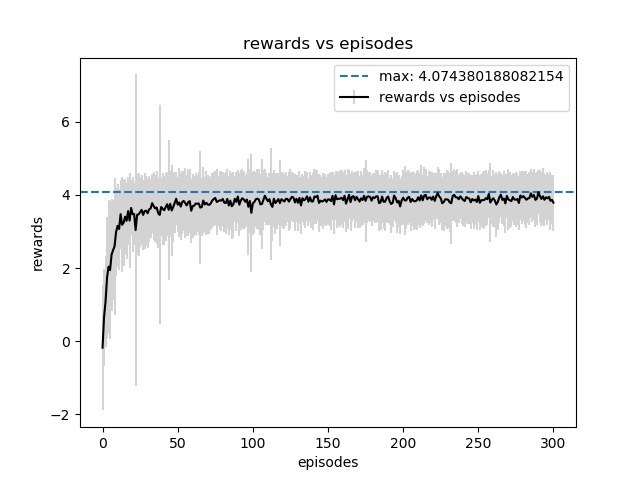 rewards vs episodes
max: 4.074380188082154
rewards vs episodes
6
4
2
0
−2
rewards
0 50 100 150 200 250 300
episodes